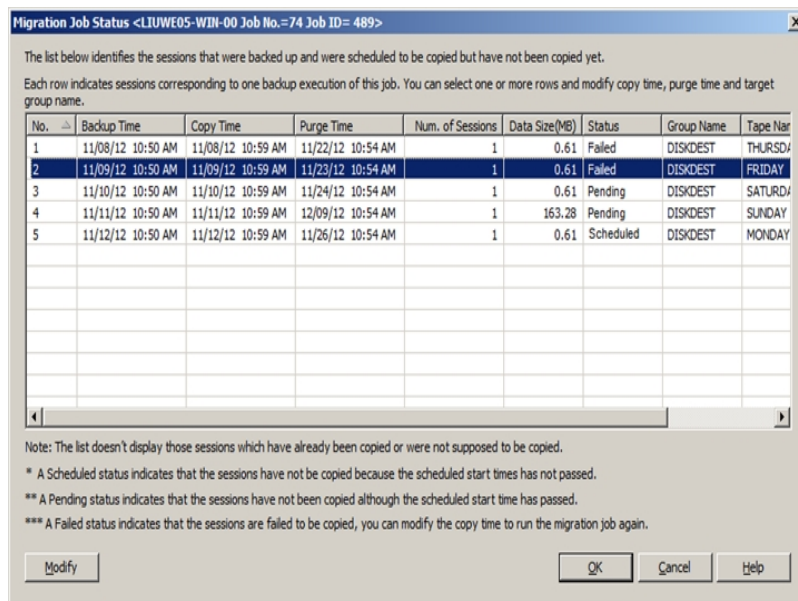 Migration Job Status <LIUWE05-WIN-00 Job No.=74 Job ID= 489>
The list below identifies the sessions that were backed up and were scheduled to be copied but have not been copied yet.
Each row indicates sessions corresponding to one backup execution of this job. You can select one or more rows and modify copy time, purge time and target
group name.
No. Backup Time Copy Time Purge Time Num. of Sessions Data Size(MB) Status Group Name Tape Nar
1 11/08/12 10:50 AM 11/08/12 10:59 AM 11/22/12 10:54 AM 1 0.61 Failed DISKDEST THURSDA
2 11/09/12 10:50 AM 11/09/12 10:59 AM 11/23/12 10:54 AM 1 0.61 Failed DISKDEST FRIDAY
3 11/10/12 10:50 AM 11/10/12 10:59 AM 11/24/12 10:54 AM 1 0.61 Pending DISKDEST SATURDA
4 11/11/12 10:50 AM 11/11/12 10:59 AM 12/09/12 10:54 AM 1 163.28 Pending DISKDEST SUNDAY
5 11/12/12 10:50 AM 11/12/12 10:59 AM 11/26/12 10:54 AM 1 0.61 Scheduled DISKDEST MONDAY
Note: The list doesn't display those sessions which have already been copied or were not supposed to be copied.
* A Scheduled status indicates that the sessions have not be copied because the scheduled start times has not passed.
** A Pending status indicates that the sessions have not been copied although the scheduled start time has passed.
*** A Failed status indicates that the sessions are failed to be copied, you can modify the copy time to run the migration job again.
Modify OK Cancel Help